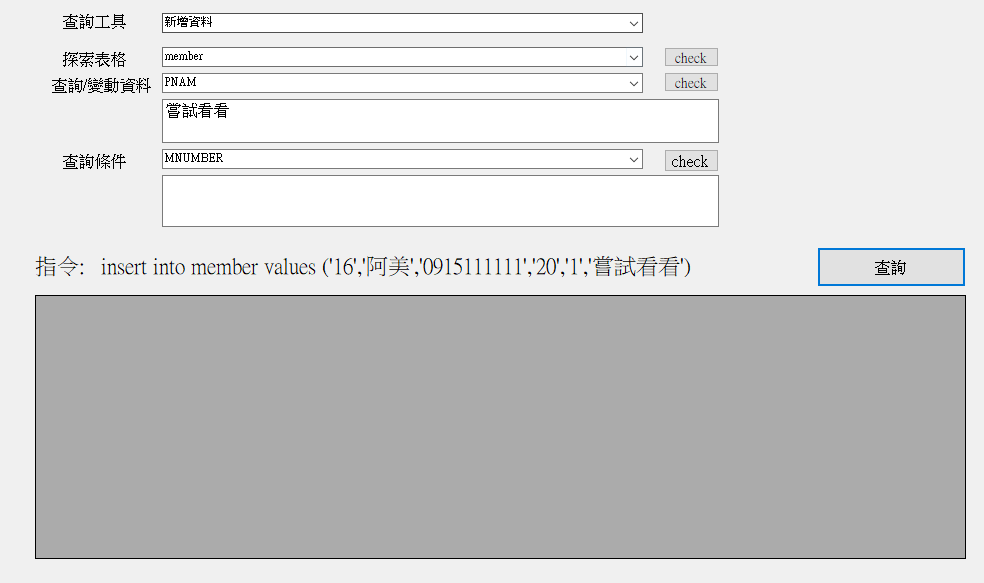 查詢工具 新增資料
探索表格 member check
查詢/變動資料 PNAM check
嘗試看看
查詢條件 MNUMBER check
指令: insert into member values ('16','阿美','0915111111','20','1','嘗試看看') 查詢